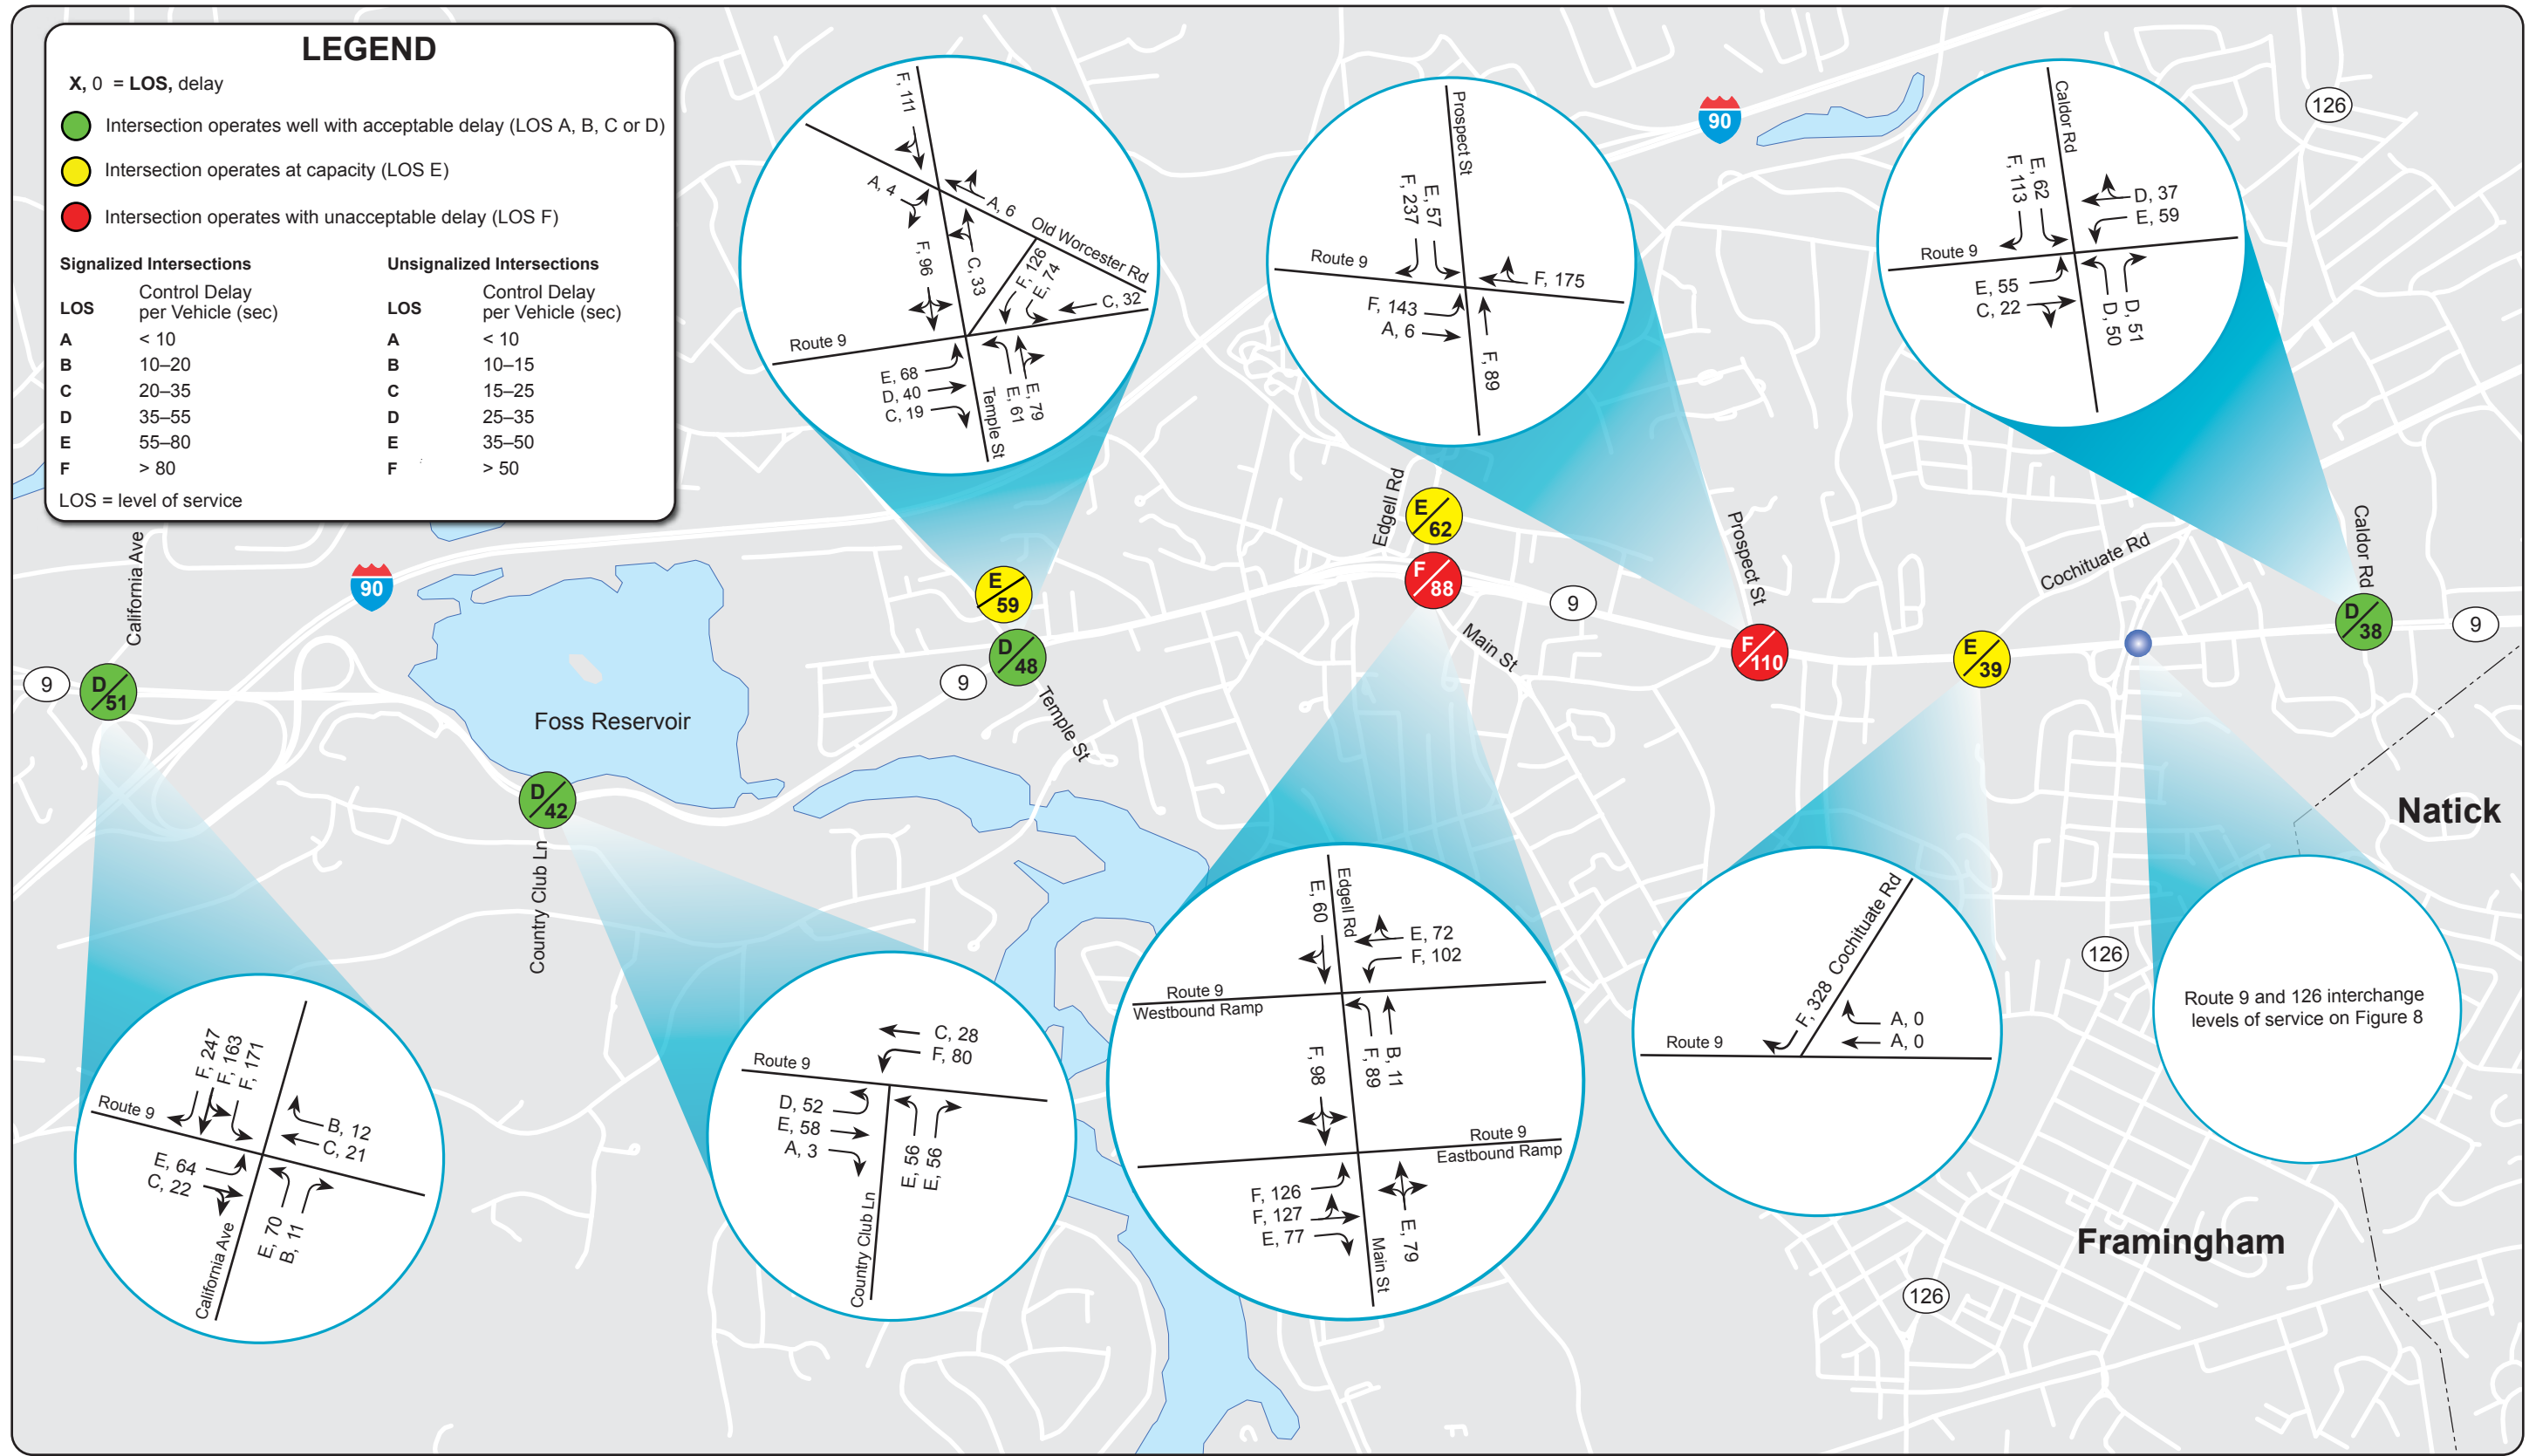 LEGEND
X, 0 = LOS, delay
Intersection operates well with acceptable delay (LOS A, B, C or D)
Intersection operates at capacity (LOS E)
Intersection operates with unacceptable delay (LOS F)
Signalized Intersections
LOS Control Delay per Vehicle (sec)
A < 10
B 10–20
C 20–35
D 35–55
E 55–80
F > 80
Unsignalized Intersections
LOS Control Delay per Vehicle (sec)
A < 10
B 10–15
C 15–25
D 25–35
E 35–50
F > 50
LOS = level of service
F, 111
A, 4
A, 6
Old Worcester Rd
F, 96
C, 33
F, 126
E, 74
C, 32
Route 9
E, 68
D, 40
C, 19
Temple St
E, 61
E, 79
Prospect St
F, 237
E, 57
Route 9
F, 175
F, 143
A, 6
F, 89
90
Caldor Rd
F, 113
E, 62
D, 37
E, 59
Route 9
E, 55
C, 22
D, 50
D, 51
126
California Ave
90
9
D/51
Foss Reservoir
D/42
Country Club Ln
E/59
D/48
9
Temple St
Edgell Rd
E/62
F/88
Main St
9
Prospect St
F/110
E/39
Cochituate Rd
Caldor Rd
D/38
9
Natick
126
Framingham
126
F, 247
F, 163
F, 171
Route 9
B, 12
C, 21
E, 64
C, 22
E, 70
B, 11
California Ave
C, 28
F, 80
Route 9
D, 52
E, 58
A, 3
E, 56
E, 56
Country Club Ln
E, 60
Edgell Rd
E, 72
F, 102
Route 9
Westbound Ramp
F, 89
B, 11
F, 98
Route 9
Eastbound Ramp
F, 126
F, 127
E, 77
E, 79
Main St
Cochituate Rd
F, 328
A, 0
A, 0
Route 9
Route 9 and 126 interchange
levels of service on Figure 8